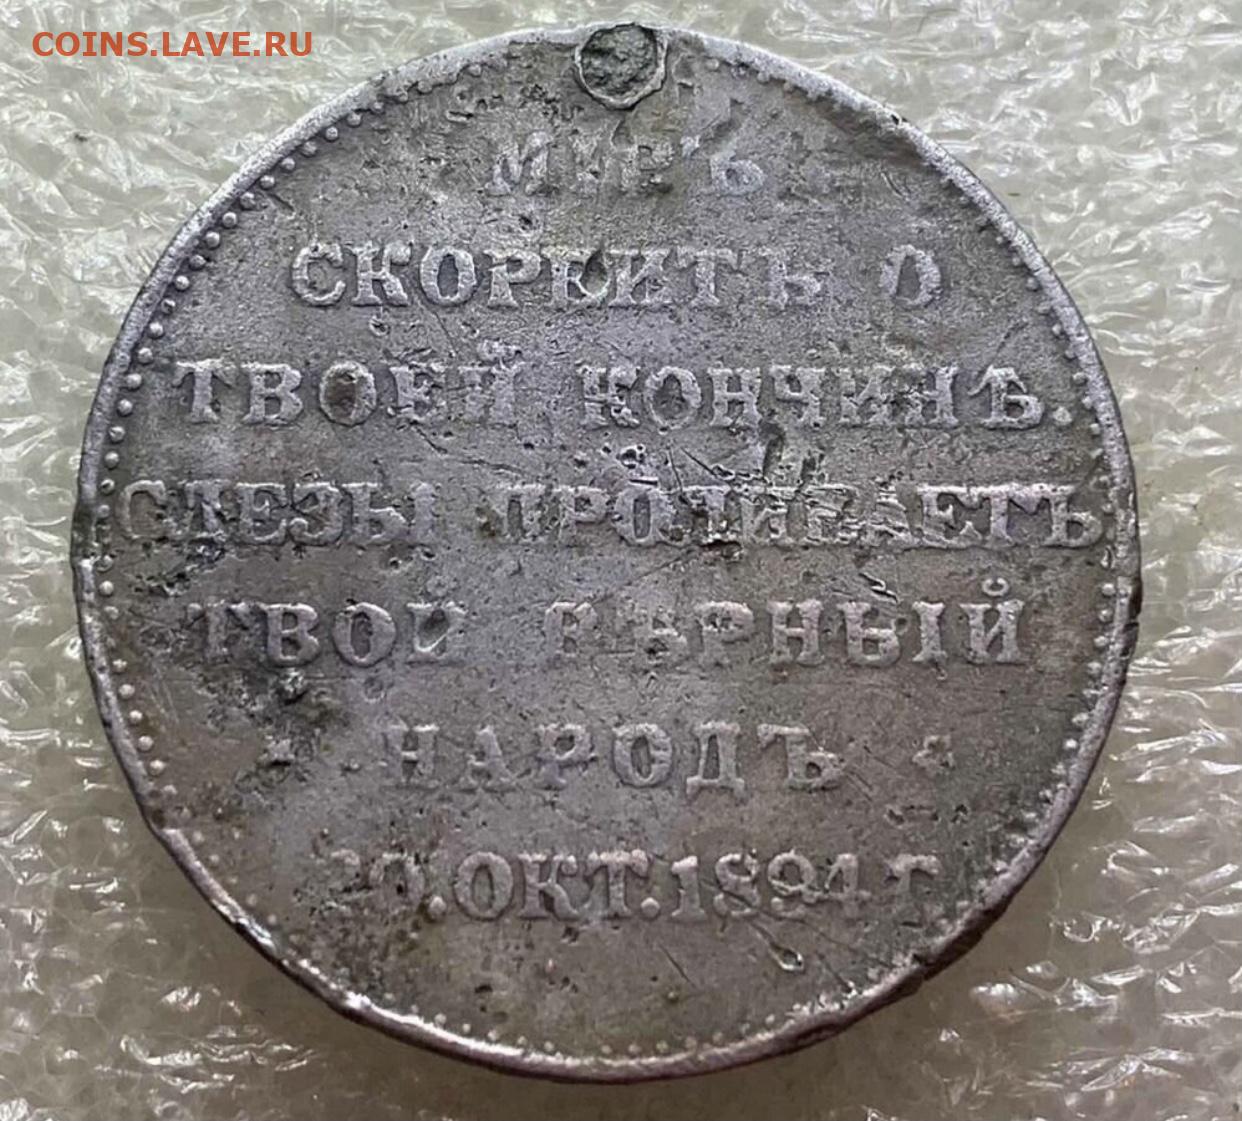 COINS.LAVE.RU
МИРЪ
СКОРБИТЪ О
ТВОЕЙ КОНЧИНѢ.
СЛЕЗЫ ПРОЛИВАЕТЪ
ТВОЙ ВѢРНЫЙ
НАРОДЪ
20.ОКТ.1894 Г